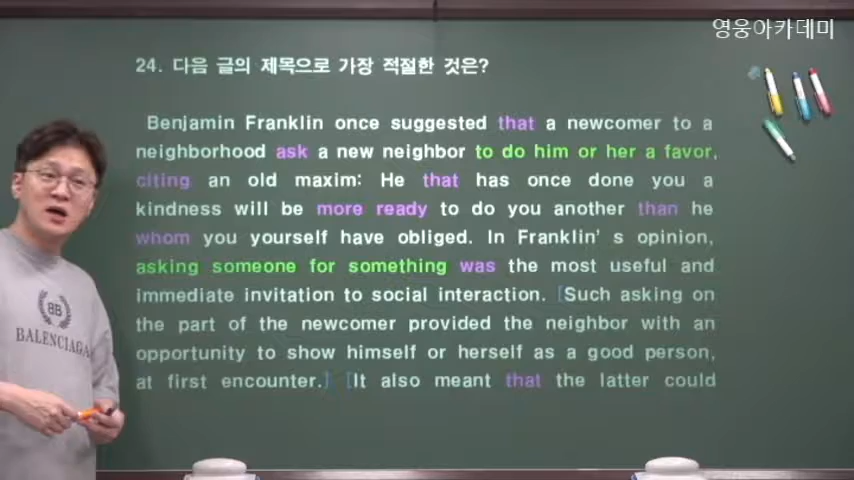 영웅아카데미
24. 다음 글의 제목으로 가장 적절한 것은?
Benjamin Franklin once suggested that a newcomer to a
neighborhood ask a new neighbor to do him or her a favor,
citing an old maxim: He that has once done you a
kindness will be more ready to do you another than he
whom you yourself have obliged. In Franklin's opinion,
asking someone for something was the most useful and
immediate invitation to social interaction. [Such asking on
the part of the newcomer provided the neighbor with an
opportunity to show himself or herself as a good person,
at first encounter.] [It also meant that the latter could
BB
BALENCIAGA